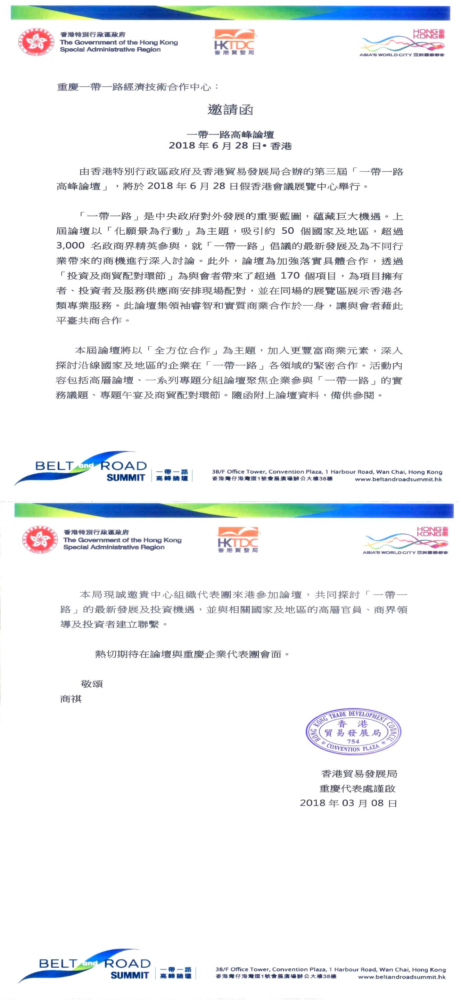 香港特別行政區政府
The Government of the Hong Kong
Special Administrative Region
HKTDC
香港貿發局
HONG香
KONG港
ASIA'S WORLD CITY 亞洲國際都會
重慶一帶一路經濟技術合作中心：
邀請函
一帶一路高峰論壇
2018 年 6 月 28 日• 香港
由香港特別行政區政府及香港貿易發展局合辦的第三屆「一帶一路
高峰論壇」，將於 2018 年 6 月 28 日假香港會議展覽中心舉行。
「一帶一路」是中央政府對外發展的重要藍圖，蘊藏巨大機遇。上
屆論壇以「化願景為行動」為主題，吸引約 50 個國家及地區，超過
3,000 名政商界精英參與，就「一帶一路」倡議的最新發展及為不同行
業帶來的商機進行深入討論。此外，論壇為加強落實具體合作，透過
「投資及商貿配對環節」為與會者帶來了超過 170 個項目，為項目擁有
者、投資者及服務供應商安排現場配對，並在同場的展覽區展示香港各
類專業服務。此論壇集領袖睿智和實質商業合作於一身，讓與會者藉此
平臺共商合作。
本屆論壇將以「全方位合作」為主題，加入更豐富商業元素，深入
探討沿線國家及地區的企業在「一帶一路」各領域的緊密合作。活動內
容包括高層論壇、一系列專題分組論壇聚焦企業參與「一帶一路」的實
務議題、專題午宴及商貿配對環節。隨函附上論壇資料，備供參閱。
BELT and ROAD
SUMMIT
一帶一路
高峰論壇
38/F Office Tower, Convention Plaza, 1 Harbour Road, Wan Chai, Hong Kong
香港灣仔港灣道1號會展廣場辦公大樓38樓 www.beltandroadsummit.hk
香港特別行政區政府
The Government of the Hong Kong
Special Administrative Region
HKTDC
香港貿發局
HONG香
KONG港
ASIA'S WORLD CITY 亞洲國際都會
本局現誠邀貴中心組織代表團來港參加論壇，共同探討「一帶一
路」的最新發展及投資機遇，並與相關國家及地區的高層官員、商界領
導及投資者建立聯繫。
熱切期待在論壇與重慶企業代表團會面。
敬頌
商祺
HONG KONG TRADE DEVELOPMENT COUNCIL
香港
貿易發展局
754
* CONVENTION PLAZA *
香港貿易發展局
重慶代表處謹啟
2018 年 03 月 08 日
BELT and ROAD
SUMMIT
一帶一路
高峰論壇
38/F Office Tower, Convention Plaza, 1 Harbour Road, Wan Chai, Hong Kong
香港灣仔港灣道1號會展廣場辦公大樓38樓 www.beltandroadsummit.hk